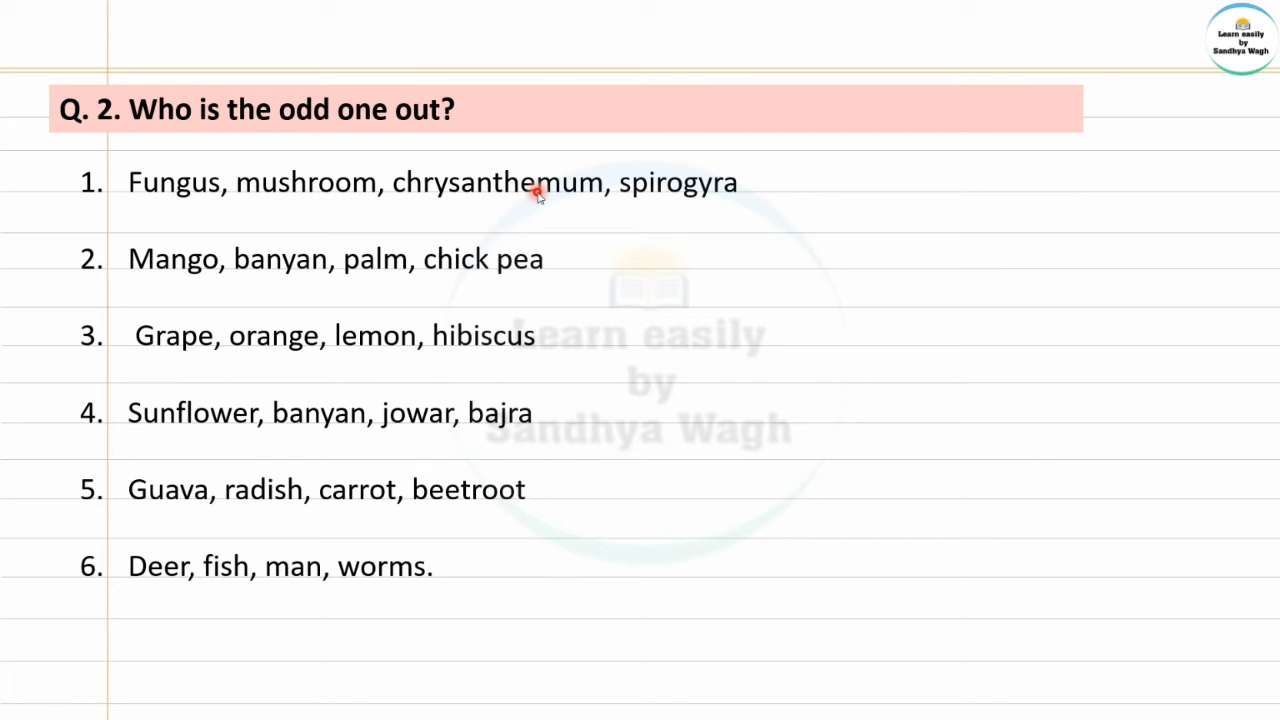 Learn easily
by
Sandhya Wagh
Q. 2. Who is the odd one out?
1. Fungus, mushroom, chrysanthemum, spirogyra
2. Mango, banyan, palm, chick pea
3. Grape, orange, lemon, hibiscus
4. Sunflower, banyan, jowar, bajra
5. Guava, radish, carrot, beetroot
6. Deer, fish, man, worms.
Learn easily
by
Sandhya Wagh